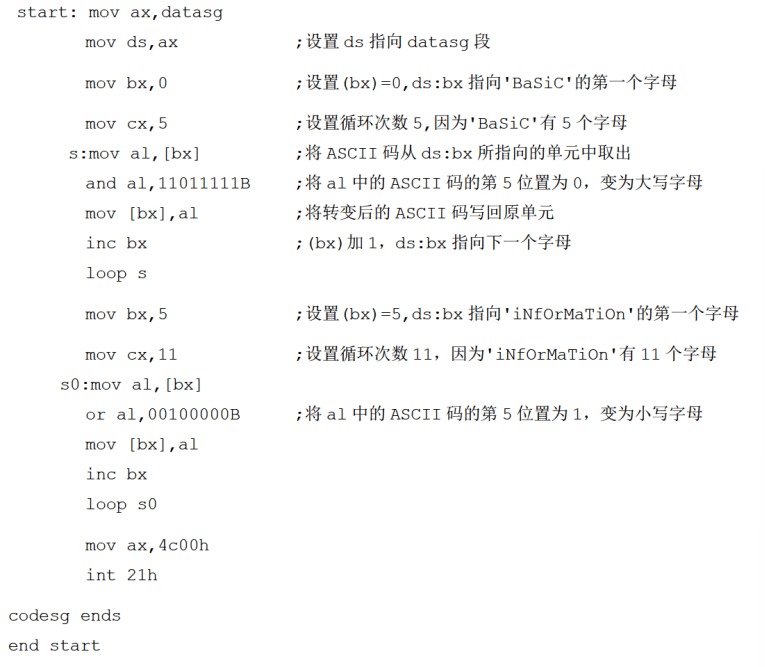 start: mov ax,datasg
mov ds,ax ;设置 ds 指向 datasg 段
mov bx,0 ;设置(bx)=0,ds:bx 指向'BaSiC'的第一个字母
mov cx,5 ;设置循环次数 5,因为'BaSiC'有 5 个字母
s:mov al,[bx] ;将 ASCII 码从 ds:bx 所指向的单元中取出
and al,11011111B ;将 al 中的 ASCII 码的第 5 位置为 0，变为大写字母
mov [bx],al ;将转变后的 ASCII 码写回原单元
inc bx ;(bx)加 1，ds:bx 指向下一个字母
loop s
mov bx,5 ;设置(bx)=5,ds:bx 指向'iNfOrMaTiOn'的第一个字母
mov cx,11 ;设置循环次数 11，因为'iNfOrMaTiOn'有 11 个字母
s0:mov al,[bx]
or al,00100000B ;将 al 中的 ASCII 码的第 5 位置为 1，变为小写字母
mov [bx],al
inc bx
loop s0
mov ax,4c00h
int 21h
codesg ends
end start